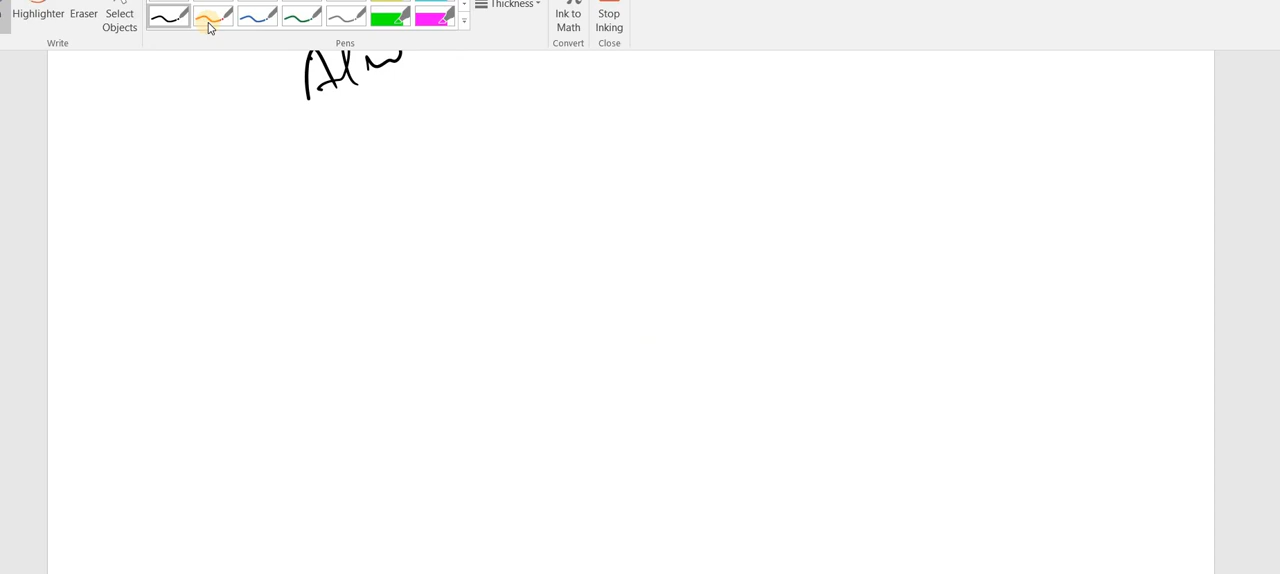 Thickness
Highlighter Eraser Select Objects
Ink to Math
Stop Inking
Write Pens Convert Close